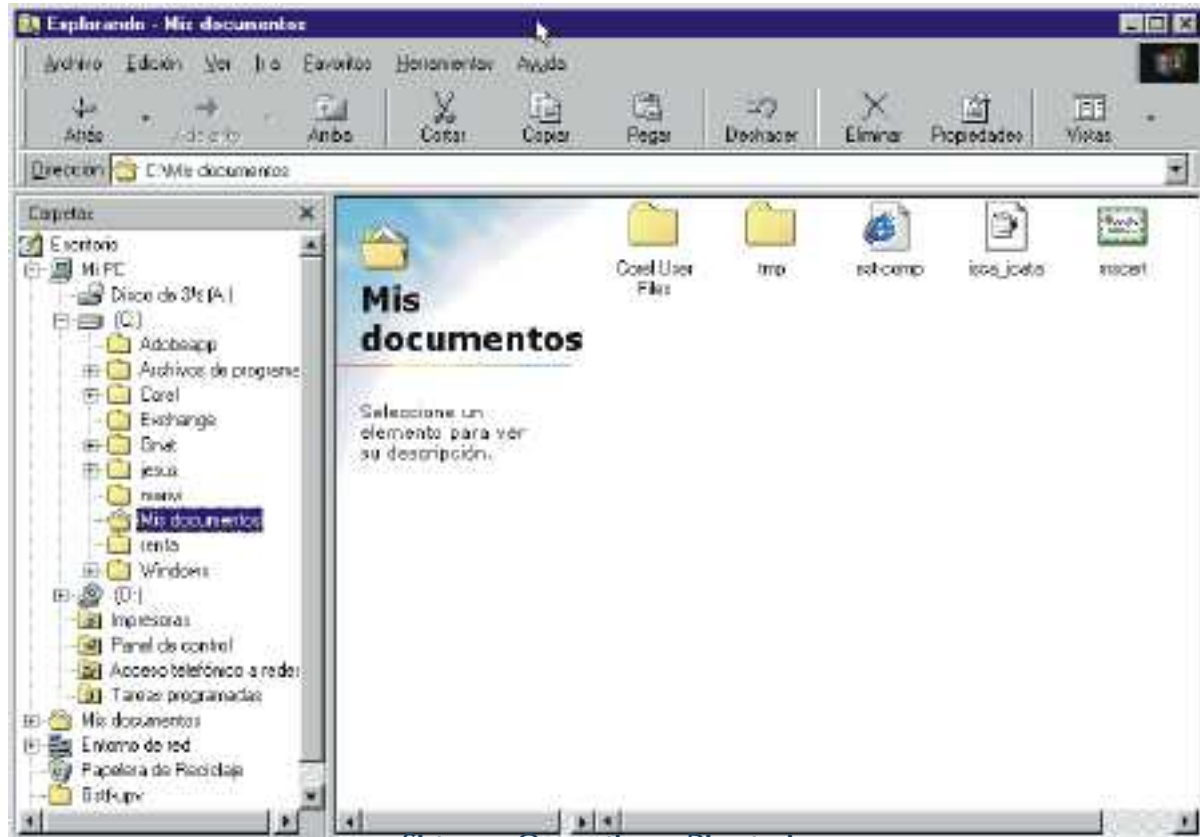 Explorando - Mis documentos
Archivo Edición Ver Ir a Favoritos Herramientas Ayuda
Atrás Adelante Arriba Cortar Copiar Pegar Deshacer Eliminar Propiedades Vistas
Dirección C:\Mis documentos
Carpetas
Escritorio
Mi PC
Disco de 3½ (A:)
(C:)
Adobeapp
Archivos de programa
Corel
Exchange
Gnat
jesus
Mis documentos
renta
Windows
(D:)
Impresoras
Panel de control
Acceso telefónico a redes
Tareas programadas
Mis documentos
Entorno de red
Papelera de Reciclaje
Mis
documentos
Seleccione un
elemento para ver
su descripción.
Corel User
Files
tmp
mscert